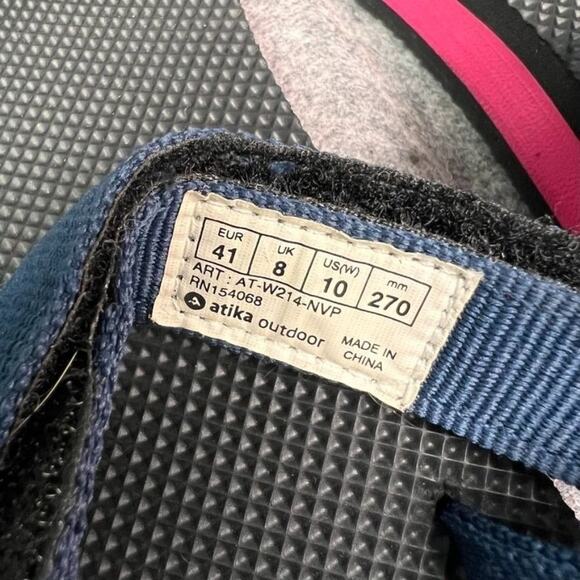 EUR 41 UK 8 US(W) 10 mm 270
ART : AT-W214-NVP
RN154068
atika outdoor
MADE IN
CHINA